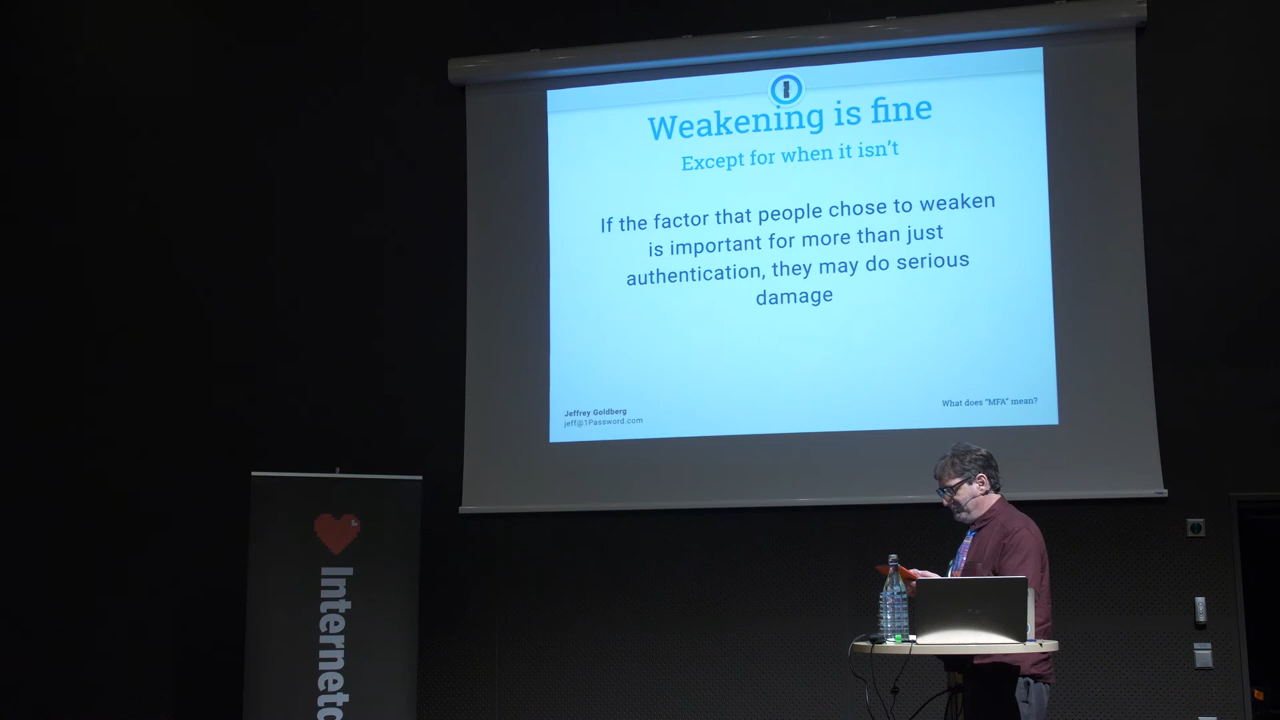 Weakening is fine
Except for when it isn't
If the factor that people chose to weaken
is important for more than just
authentication, they may do serious
damage
Jeffrey Goldberg
jeff@1Password.com
What does “MFA” mean?